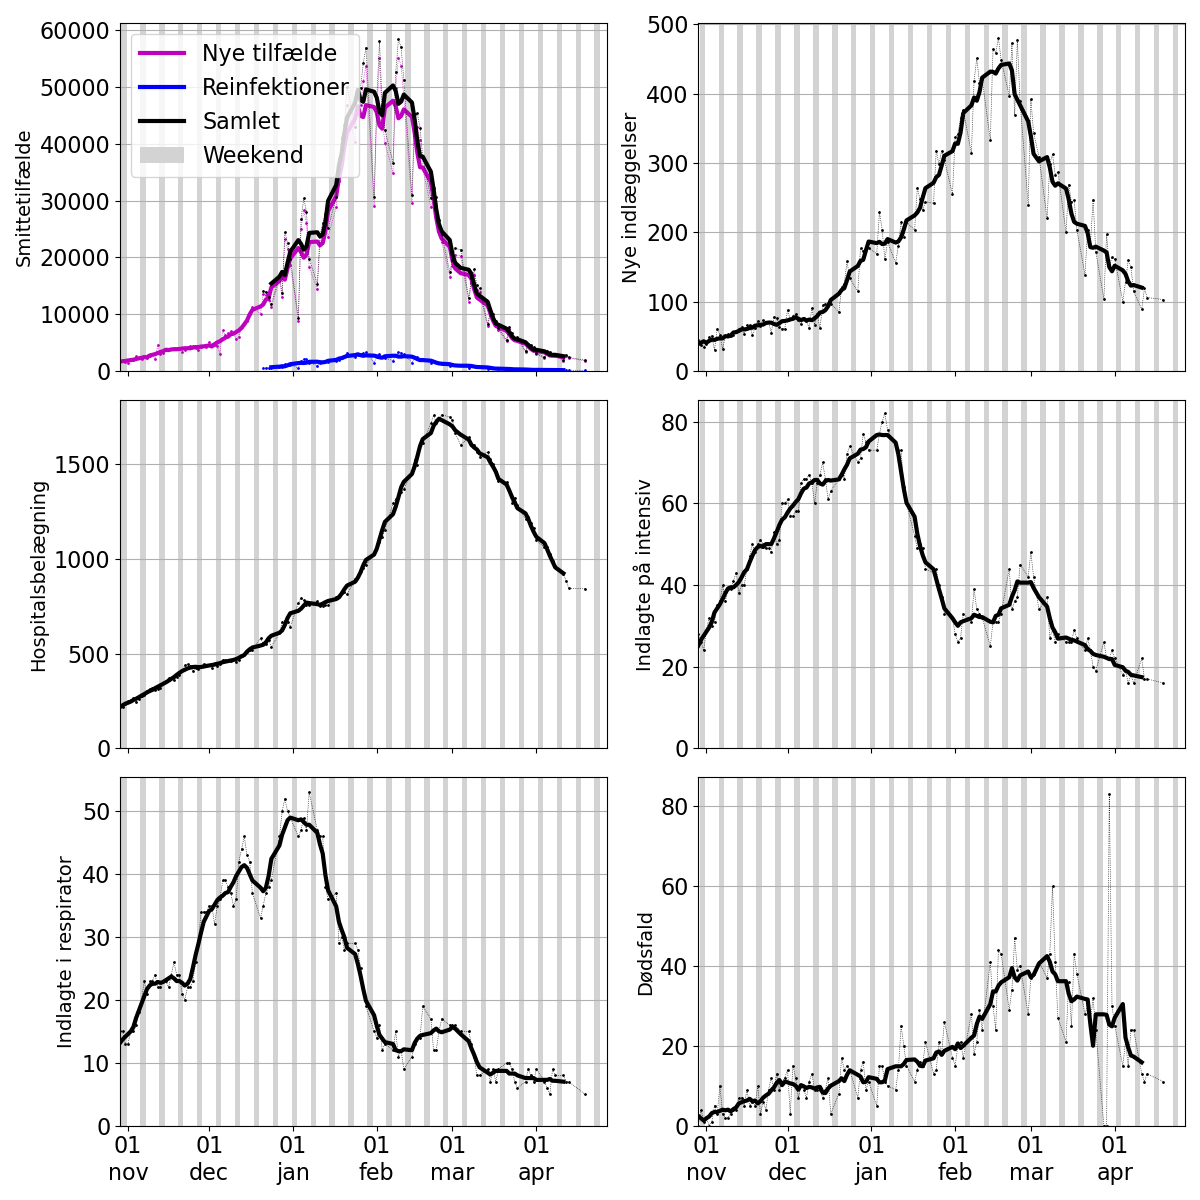 60000
50000
40000
30000
20000
10000
0
Smittetilfælde
Nye tilfælde
Reinfektioner
Samlet
Weekend
500
400
300
200
100
0
Nye indlæggelser
1500
1000
500
0
Hospitalsbelægning
80
60
40
20
0
Indlagte på intensiv
50
40
30
20
10
0
Indlagte i respirator
01 01 01 01 01 01
nov dec jan feb mar apr
80
60
40
20
0
Dødsfald
01 01 01 01 01 01
nov dec jan feb mar apr